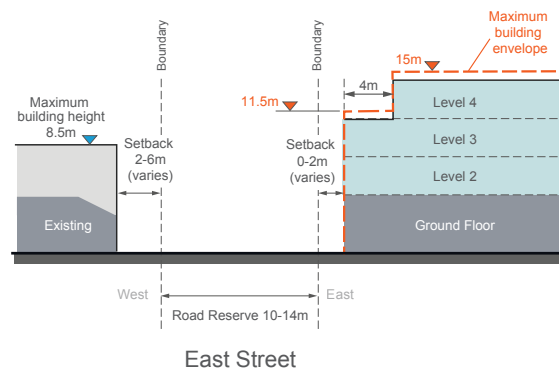 Boundary
Boundary
Maximum
building
envelope
15m
4m
11.5m
Maximum
building height
8.5m
Level 4
Setback
2-6m
(varies)
Setback
0-2m
(varies)
Level 3
Level 2
Existing
Ground Floor
West
East
Road Reserve 10-14m
East Street